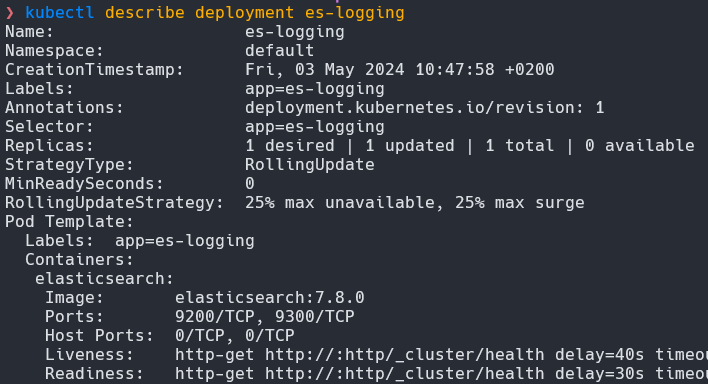 ❯ kubectl describe deployment es-logging
Name:                   es-logging
Namespace:              default
CreationTimestamp:      Fri, 03 May 2024 10:47:58 +0200
Labels:                 app=es-logging
Annotations:            deployment.kubernetes.io/revision: 1
Selector:               app=es-logging
Replicas:               1 desired | 1 updated | 1 total | 0 available
StrategyType:           RollingUpdate
MinReadySeconds:        0
RollingUpdateStrategy:  25% max unavailable, 25% max surge
Pod Template:
  Labels:  app=es-logging
  Containers:
   elasticsearch:
    Image:       elasticsearch:7.8.0
    Ports:       9200/TCP, 9300/TCP
    Host Ports:  0/TCP, 0/TCP
    Liveness:    http-get http://:http/_cluster/health delay=40s timeou
    Readiness:   http-get http://:http/_cluster/health delay=30s timeou